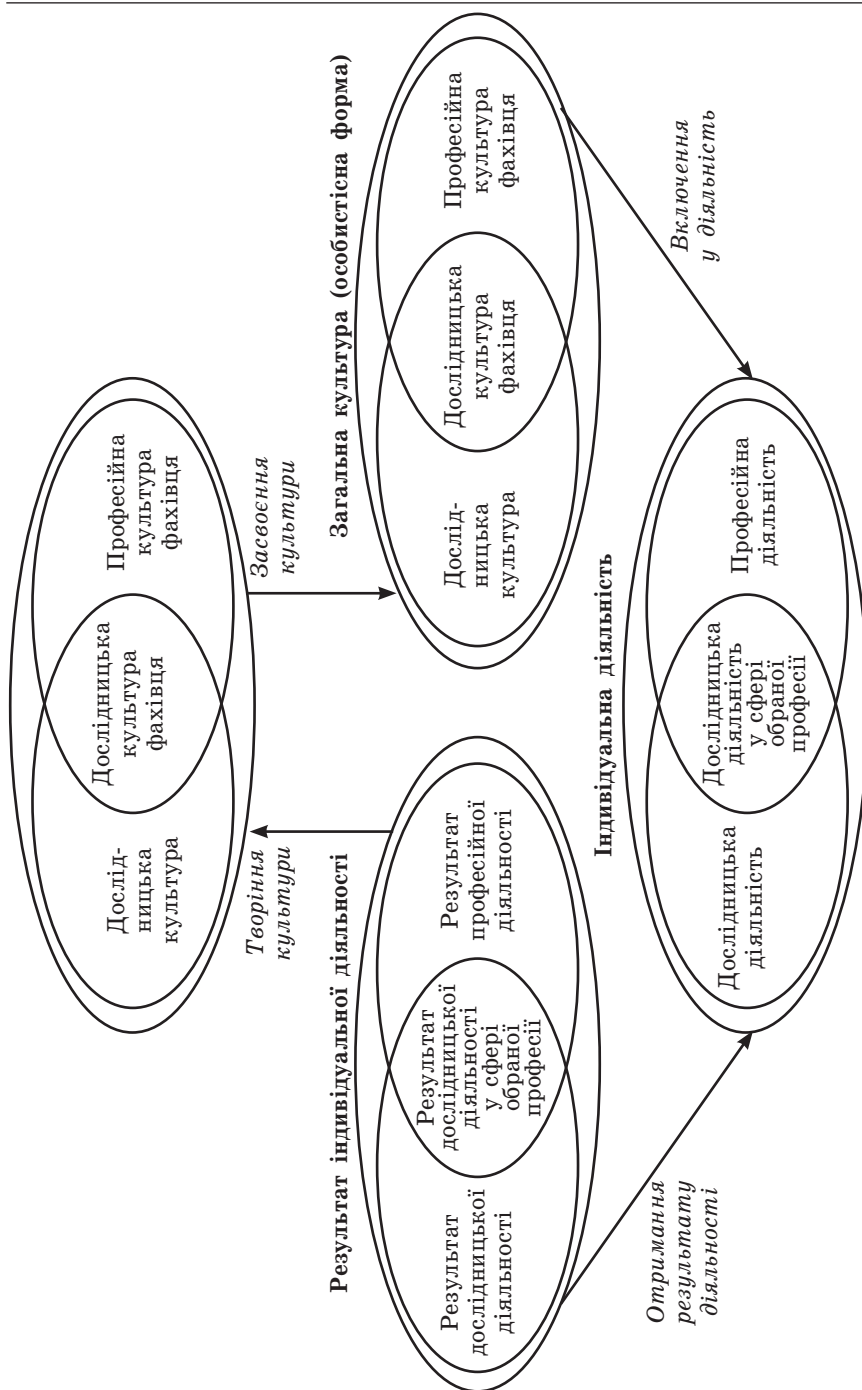 Дослід-
ницька
культура
Дослідницька
культура
фахівця
Професійна
культура
фахівця
Творіння
культури
Засвоєння
культури
Результат індивідуальної діяльності
Результат
дослідницької
діяльності
Результат
дослідницької
діяльності
у сфері
обраної
професії
Результат
професійної
діяльності
Загальна культура (особистісна форма)
Дослід-
ницька
культура
Дослідницька
культура
фахівця
Професійна
культура
фахівця
Отримання
результату
діяльності
Включення
у діяльність
Індивідуальна діяльність
Дослідницька
діяльність
Дослідницька
діяльність
у сфері
обраної
професії
Професійна
діяльність